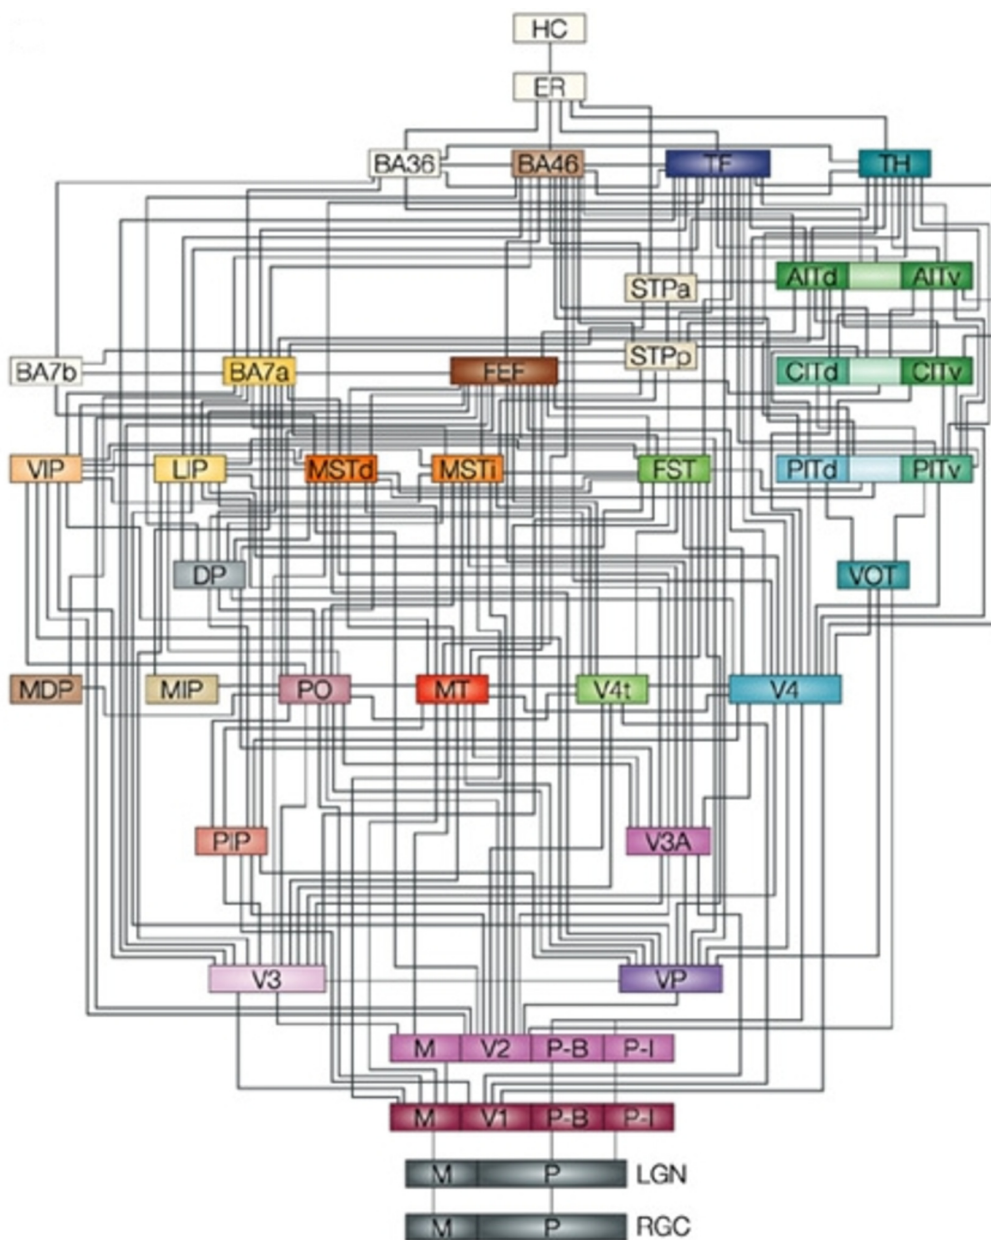 HC
ER
BA36 BA46 TF TH
AITd AITv
STPa
STPp
BA7b BA7a FEF CITd CITv
VIP LIP MSTd MSTi FST PITd PITv
DP VOT
MDP MIP PO MT V4t V4
PIP V3A
V3 VP
M V2 P-B P-I
M V1 P-B P-I
M P LGN
M P RGC